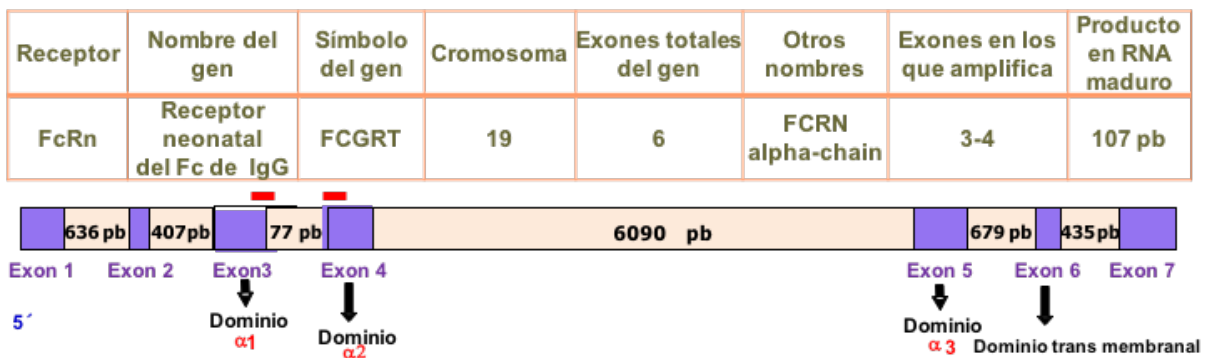 Receptor
Nombre del
gen
Símbolo
del gen
Cromosoma
Exones totales
del gen
Otros
nombres
Exones en los
que amplifica
Producto
en RNA
maduro
FcRn
Receptor
neonatal
del Fc de IgG
FCGRT
19
6
FCRN
alpha-chain
3-4
107 pb
636 pb 407pb 77 pb 6090 pb 679 pb 435pb
Exon 1 Exon 2 Exon3 Exon 4 Exon 5 Exon 6 Exon 7
5´
Dominio
α1
Dominio
α2
Dominio
α 3
Dominio trans membranal